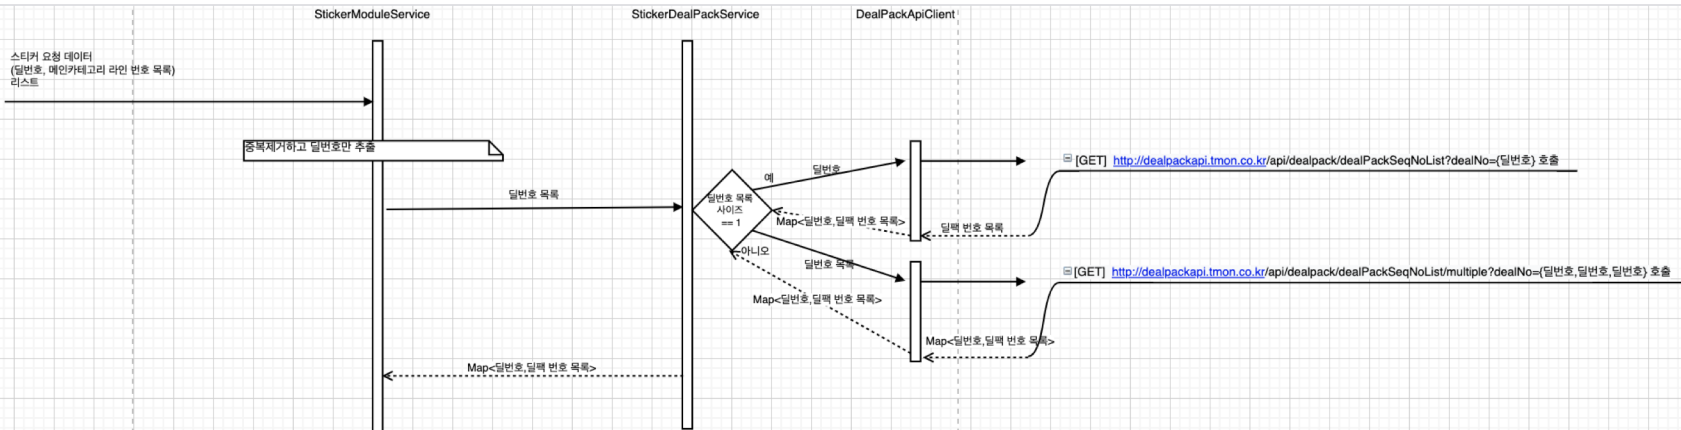 StickerModuleService
StickerDealPackService
DealPackApiClient
스티커 요청 데이터
(딜번호, 메인카테고리 라인 번호 목록)
리스트
중복제거하고 딜번호만 추출
딜번호 목록
딜번호 목록
사이즈
== 1
예
딜번호
[GET] http://dealpackapi.tmon.co.kr/api/dealpack/dealPackSeqNoList?dealNo={딜번호} 호출
Map<딜번호,딜팩 번호 목록>
딜팩 번호 목록
아니오
딜번호 목록
[GET] http://dealpackapi.tmon.co.kr/api/dealpack/dealPackSeqNoList/multiple?dealNo={딜번호,딜번호,딜번호} 호출
Map<딜번호,딜팩 번호 목록>
Map<딜번호,딜팩 번호 목록>
Map<딜번호,딜팩 번호 목록>